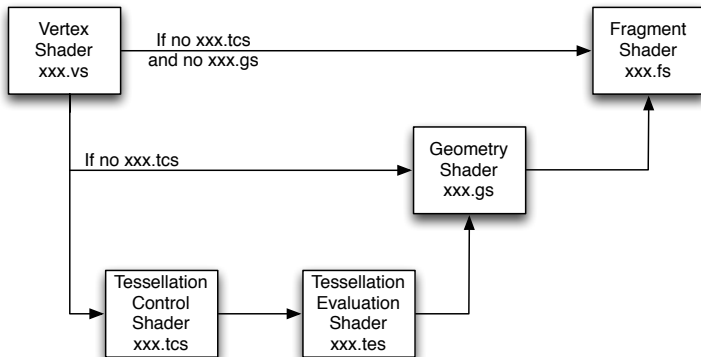 Vertex
Shader
xxx.vs
If no xxx.tcs
and no xxx.gs
Fragment
Shader
xxx.fs
If no xxx.tcs
Geometry
Shader
xxx.gs
Tessellation
Control
Shader
xxx.tcs
Tessellation
Evaluation
Shader
xxx.tes